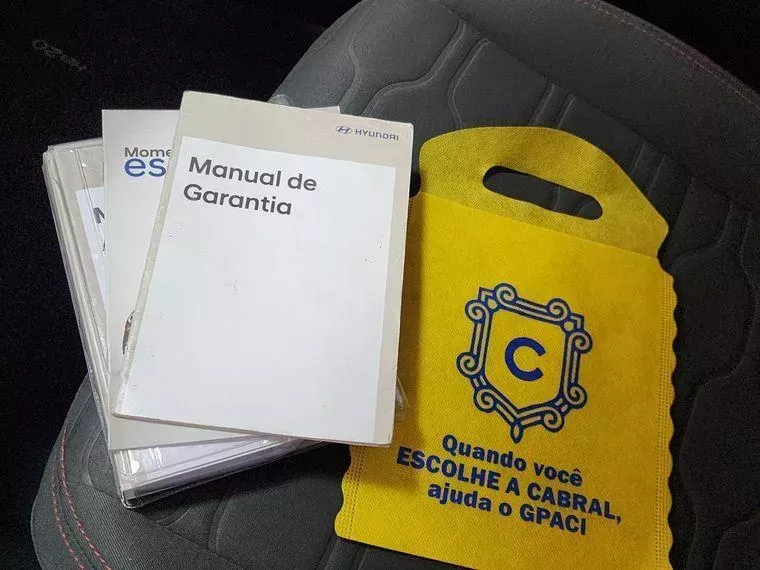 HYUNDAI
Manual de
Garantia
Mome
es
M
C
Quando você
ESCOLHE A CABRAL,
ajuda o GPACI